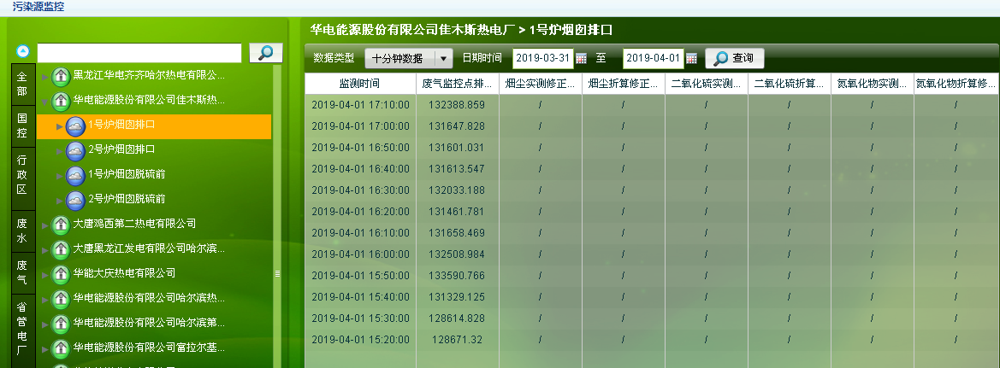 污染源监控
全部
国控
行政区
废水
废气
省管电厂
黑龙江华电齐齐哈尔热电有限公...
华电能源股份有限公司佳木斯热...
1号炉烟囱排口
2号炉烟囱排口
1号炉烟囱脱硫前
2号炉烟囱脱硫前
大唐鸡西第二热电有限公司
大唐黑龙江发电有限公司哈尔滨...
华能大庆热电有限公司
华电能源股份有限公司哈尔滨热...
华电能源股份有限公司哈尔滨第...
华电能源股份有限公司富拉尔基...
华电能源股份有限公司佳木斯热电厂 > 1号炉烟囱排口
数据类型 十分钟数据 日期时间 2019-03-31 至 2019-04-01 查询
监测时间 废气监控点排... 烟尘实测修正... 烟尘折算修正... 二氧化硫实测... 二氧化硫折算... 氮氧化物实测... 氮氧化物折算修...
2019-04-01 17:10:00 132388.859 / / / / / /
2019-04-01 17:00:00 131647.828 / / / / / /
2019-04-01 16:50:00 131601.031 / / / / / /
2019-04-01 16:40:00 131613.547 / / / / / /
2019-04-01 16:30:00 132033.188 / / / / / /
2019-04-01 16:20:00 131461.781 / / / / / /
2019-04-01 16:10:00 131658.469 / / / / / /
2019-04-01 16:00:00 132508.984 / / / / / /
2019-04-01 15:50:00 133590.766 / / / / / /
2019-04-01 15:40:00 131329.125 / / / / / /
2019-04-01 15:30:00 128614.828 / / / / / /
2019-04-01 15:20:00 128671.32 / / / / / /